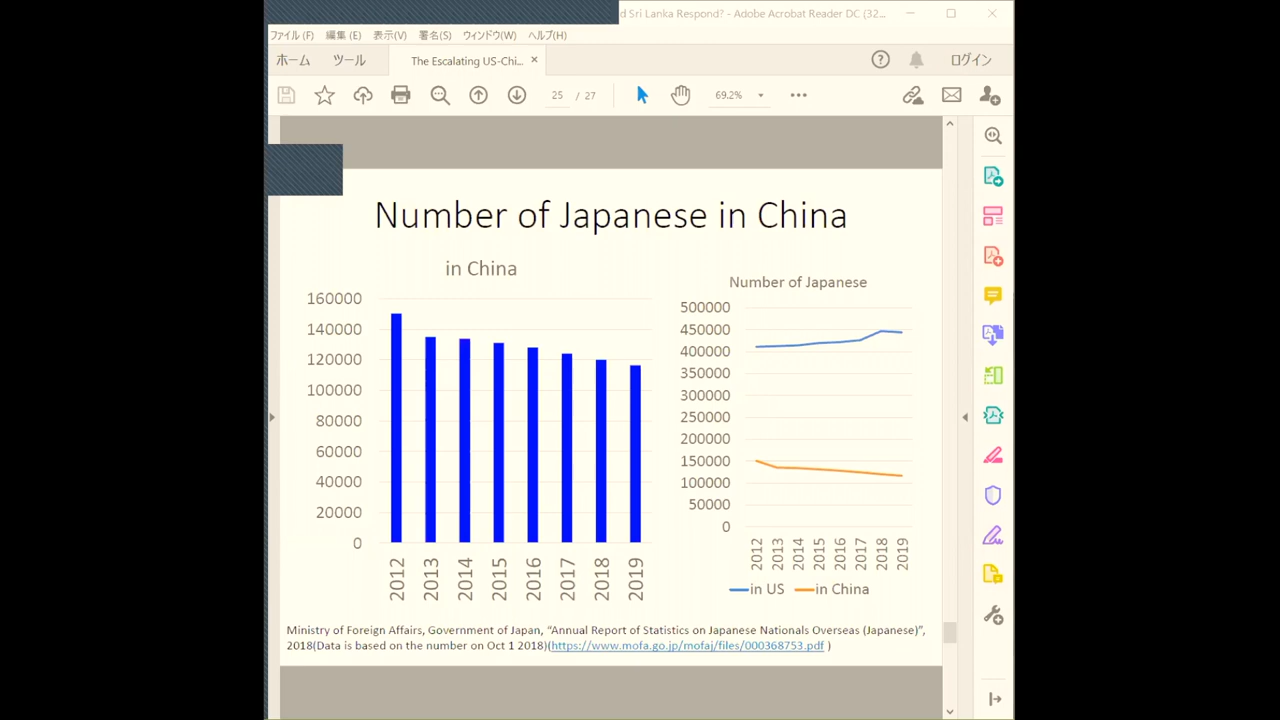 d Sri Lanka Respond? - Adobe Acrobat Reader DC (32...
ファイル (F) 編集 (E) 表示(V) 署名(S) ウィンドウ(W) ヘルプ(H)
ホーム ツール The Escalating US-Chi... × ログイン
25 / 27 69.2%
Number of Japanese in China
in China
160000
140000
120000
100000
80000
60000
40000
20000
0
2012 2013 2014 2015 2016 2017 2018 2019
Number of Japanese
500000
450000
400000
350000
300000
250000
200000
150000
100000
50000
0
2012 2013 2014 2015 2016 2017 2018 2019
in US in China
Ministry of Foreign Affairs, Government of Japan, “Annual Report of Statistics on Japanese Nationals Overseas (Japanese)”,
2018(Data is based on the number on Oct 1 2018)(https://www.mofa.go.jp/mofaj/files/000368753.pdf )